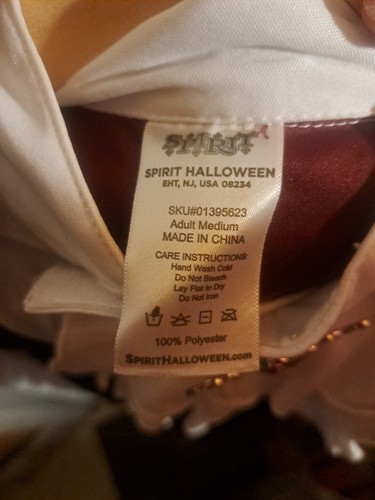 SPIRIT
SPIRIT HALLOWEEN
EHT, NJ, USA 08234
SKU#01395623
Adult Medium
MADE IN CHINA
CARE INSTRUCTIONS:
Hand Wash Cold
Do Not Bleach
Lay Flat to Dry
Do Not Iron
100% Polyester
SPIRITHALLOWEEN.com